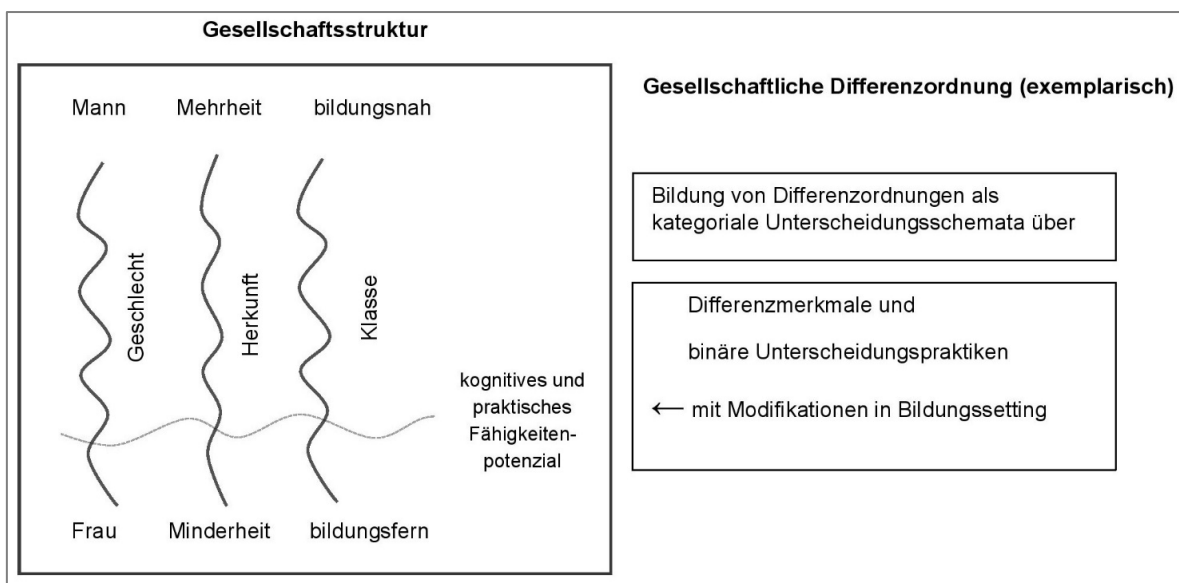 Gesellschaftsstruktur
Mann Mehrheit bildungsnah
Geschlecht
Herkunft
Klasse
kognitives und
praktisches
Fähigkeiten-
potenzial
Frau Minderheit bildungsfern
Gesellschaftliche Differenzordnung (exemplarisch)
Bildung von Differenzordnungen als
kategoriale Unterscheidungsschemata über
Differenzmerkmale und
binäre Unterscheidungspraktiken
← mit Modifikationen in Bildungssetting